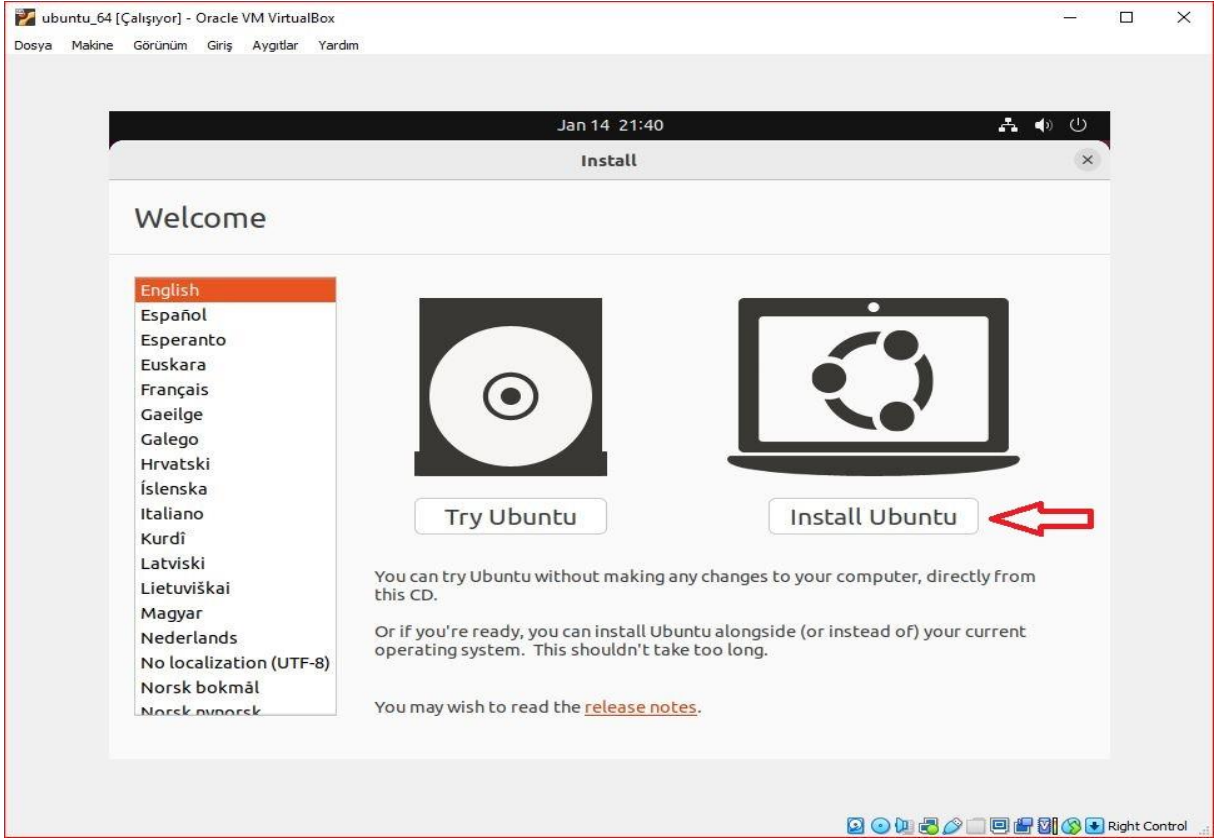 ubuntu_64 [Çalışıyor] - Oracle VM VirtualBox
Dosya Makine Görünüm Giriş Aygıtlar Yardım
Jan 14 21:40
Install
Welcome
English
Español
Esperanto
Euskara
Français
Gaeilge
Galego
Hrvatski
Íslenska
Italiano
Kurdî
Latviski
Lietuviškai
Magyar
Nederlands
No localization (UTF-8)
Norsk bokmål
Norsk nynorsk
Try Ubuntu
Install Ubuntu
You can try Ubuntu without making any changes to your computer, directly from
this CD.
Or if you're ready, you can install Ubuntu alongside (or instead of) your current
operating system. This shouldn't take too long.
You may wish to read the release notes.
Right Control